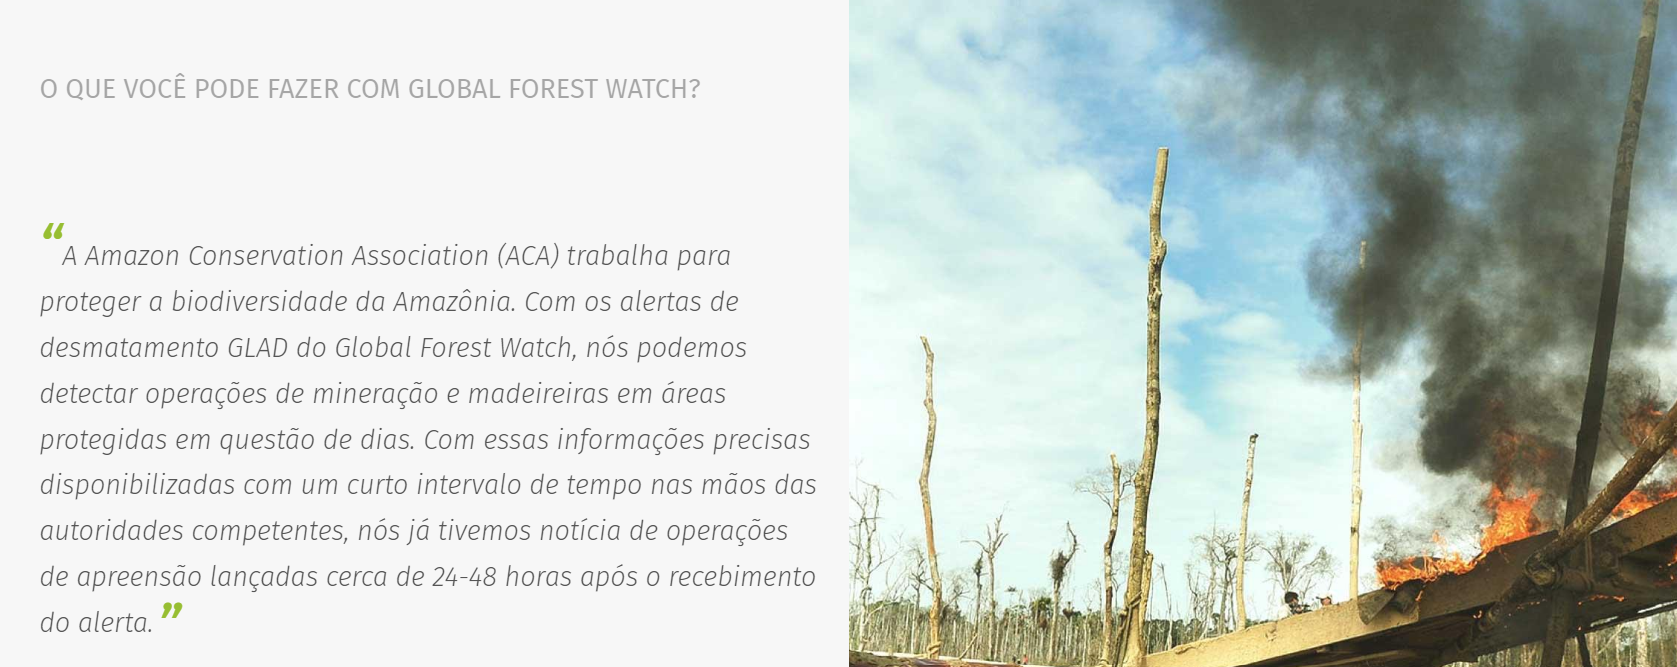 O QUE VOCÊ PODE FAZER COM GLOBAL FOREST WATCH?
“A Amazon Conservation Association (ACA) trabalha para
proteger a biodiversidade da Amazônia. Com os alertas de
desmatamento GLAD do Global Forest Watch, nós podemos
detectar operações de mineração e madeireiras em áreas
protegidas em questão de dias. Com essas informações precisas
disponibilizadas com um curto intervalo de tempo nas mãos das
autoridades competentes, nós já tivemos notícia de operações
de apreensão lançadas cerca de 24-48 horas após o recebimento
do alerta.”